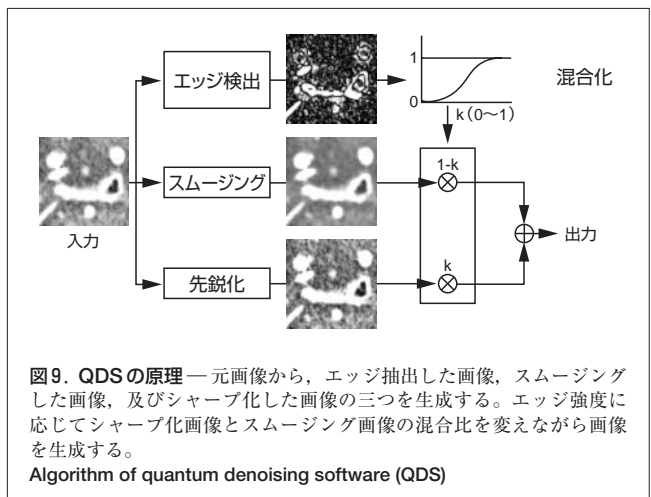 エッジ検出
1
0
k(0〜1)
混合化
入力
スムージング
1-k
先鋭化
k
出力
図9. QDSの原理—元画像から,エッジ抽出した画像,スムージング
した画像,及びシャープ化した画像の三つを生成する。エッジ強度に
応じてシャープ化画像とスムージング画像の混合比を変えながら画像
を生成する。
Algorithm of quantum denoising software (QDS)